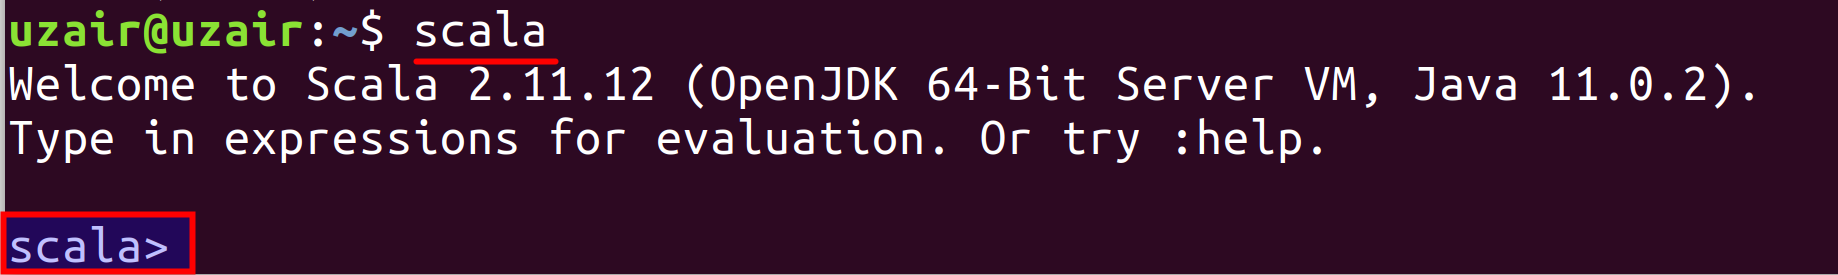 uzair@uzair:~$ scala
Welcome to Scala 2.11.12 (OpenJDK 64-Bit Server VM, Java 11.0.2).
Type in expressions for evaluation. Or try :help.
scala>